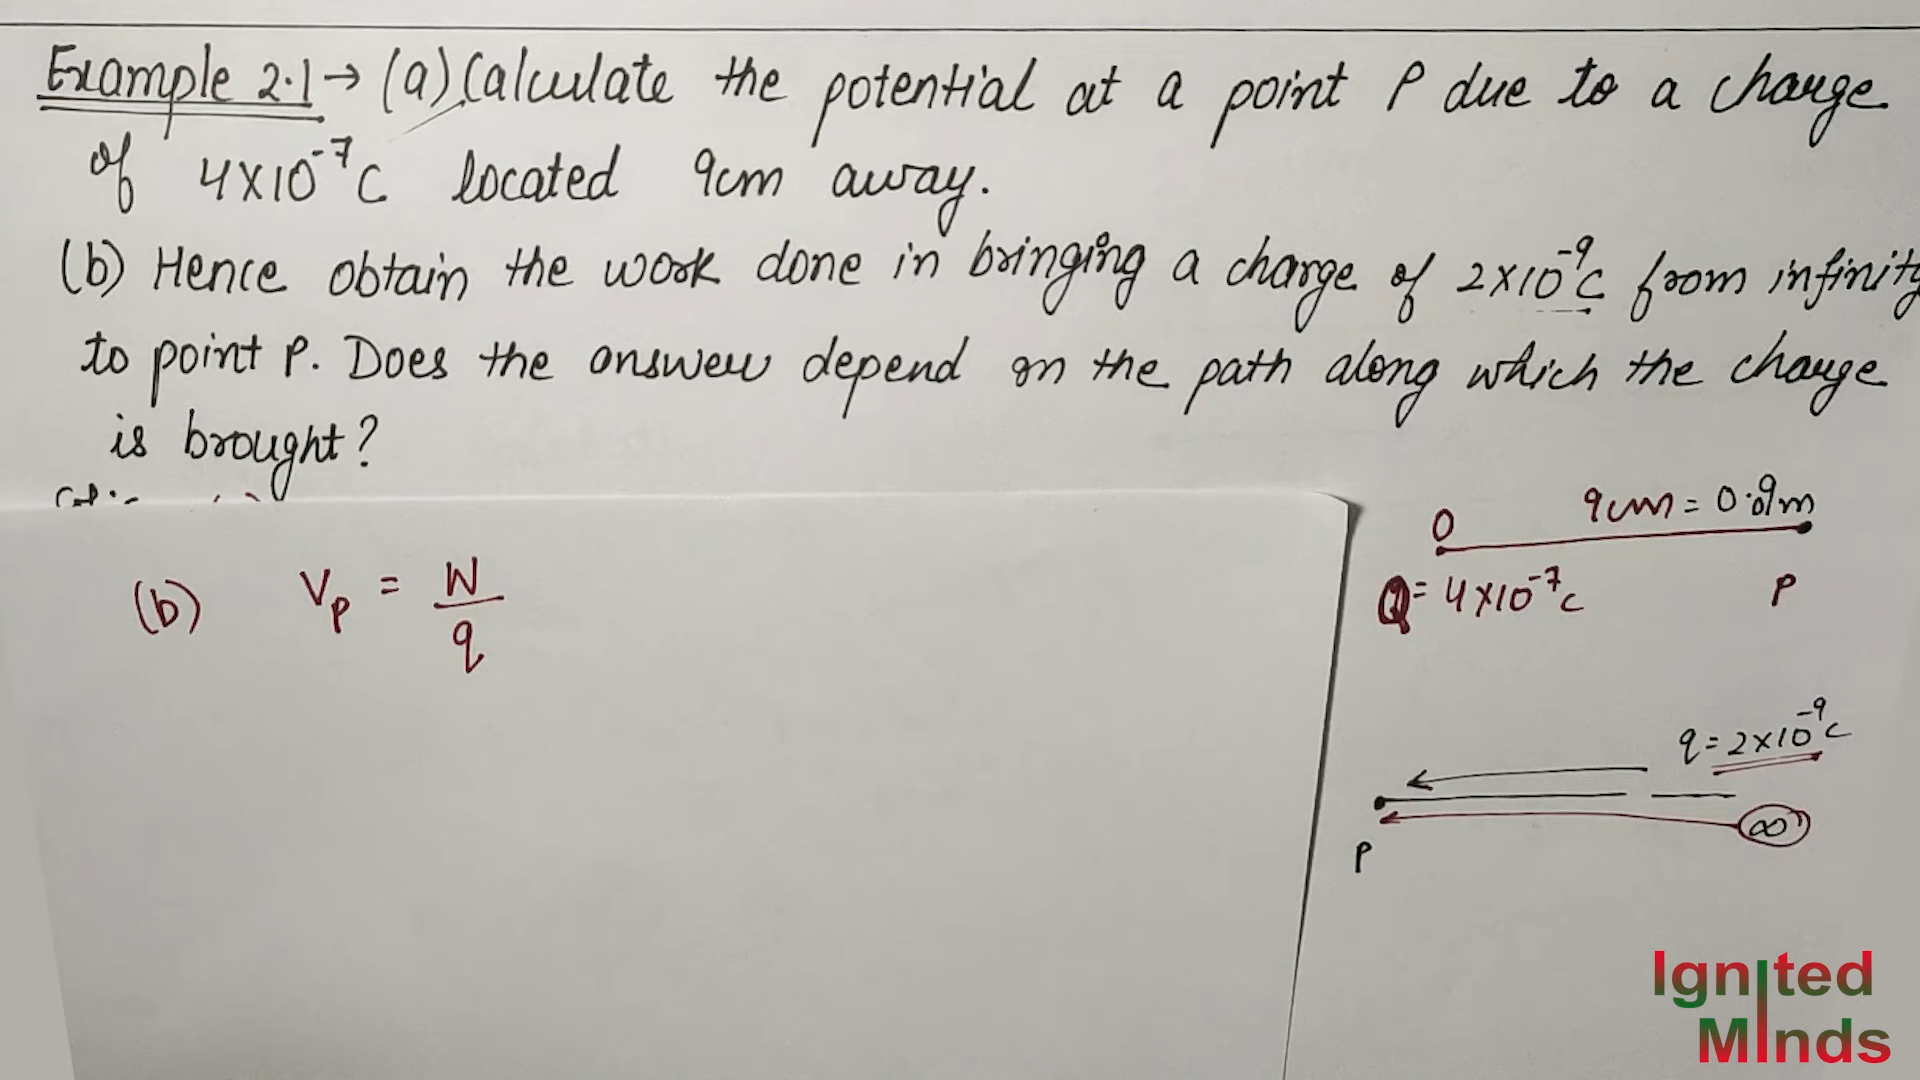 Example 2.1 → (a) Calculate the potential at a point P due to a charge
of 4×10⁻⁷C located 9cm away.
(b) Hence obtain the work done in bringing a charge of 2×10⁻⁹C from infinity
to point P. Does the answer depend on the path along which the charge
is brought?
O 9cm = 0.09m
Q = 4×10⁻⁷C P
(b) Vp = W/q
q = 2×10⁻⁹C
∞
P
Ignited
Minds